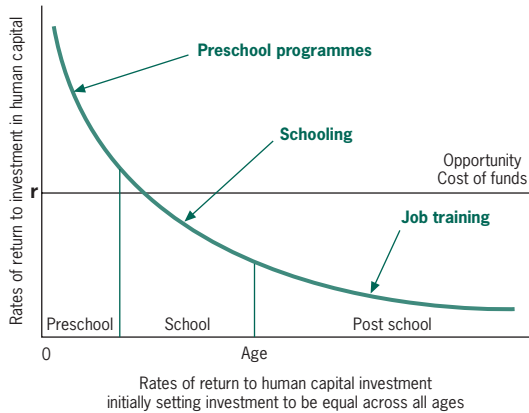 Rates of return to investment in human capital
Preschool programmes
Schooling
Opportunity
Cost of funds
r
Job training
Preschool
School
Post school
0
Age
Rates of return to human capital investment
initially setting investment to be equal across all ages